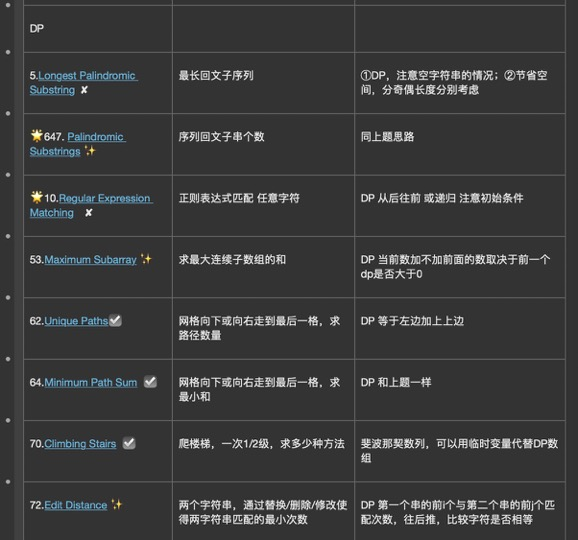 DP
5.Longest Palindromic
Substring ✘
最长回文子序列
①DP，注意空字符串的情况；②节省空
间，分奇偶长度分别考虑
🌟647. Palindromic
Substrings ✨
序列回文子串个数
同上题思路
🌟10.Regular Expression
Matching ✘
正则表达式匹配 任意字符
DP 从后往前 或递归 注意初始条件
53.Maximum Subarray ✨
求最大连续子数组的和
DP 当前数加不加前面的数取决于前一个
dp是否大于0
62.Unique Paths☑
网格向下或向右走到最后一格，求
路径数量
DP 等于左边加上上边
64.Minimum Path Sum ☑
网格向下或向右走到最后一格，求
最小和
DP 和上题一样
70.Climbing Stairs ☑
爬楼梯，一次1/2级，求多少种方法
斐波那契数列，可以用临时变量代替DP数
组
72.Edit Distance ✨
两个字符串，通过替换/删除/修改使
得两字符串匹配的最小次数
DP 第一个串的前i个与第二个串的前j个匹
配次数，往后推，比较字符是否相等